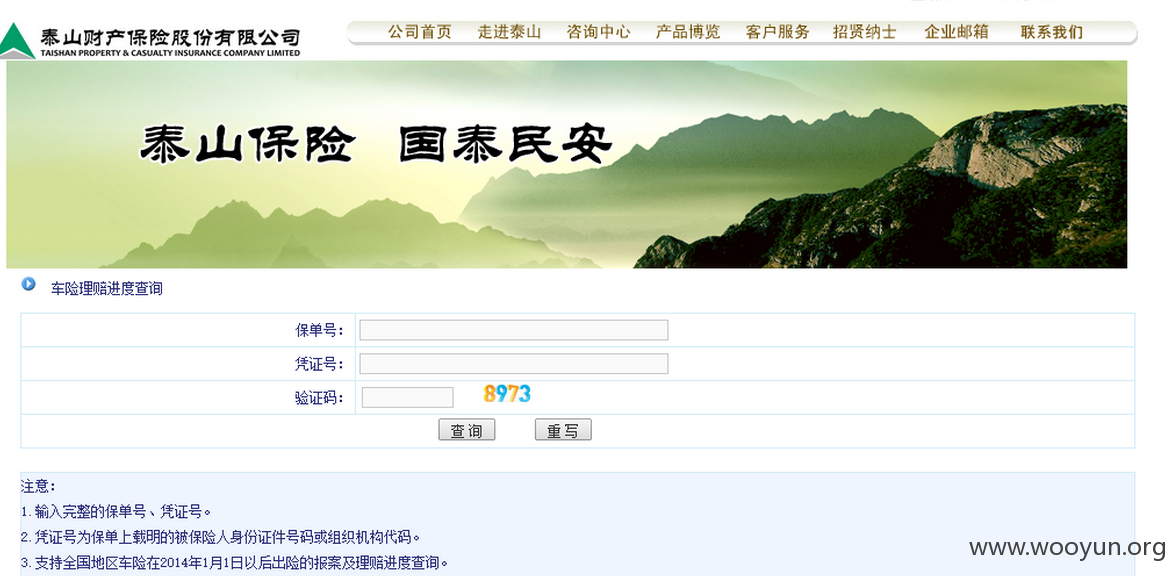 泰山财产保险股份有限公司
TAISHAN PROPERTY & CASUALTY INSURANCE COMPANY LIMITED
公司首页 走进泰山 咨询中心 产品博览 客户服务 招贤纳士 企业邮箱 联系我们
泰山保险 国泰民安
车险理赔进度查询
保单号：
凭证号：
验证码： 8973
查询 重写
注意：
1.输入完整的保单号、凭证号。
2.凭证号为保单上载明的被保险人身份证件号码或组织机构代码。
3.支持全国地区车险在2014年1月1日以后出险的报案及理赔进度查询。
www.wooyun.org